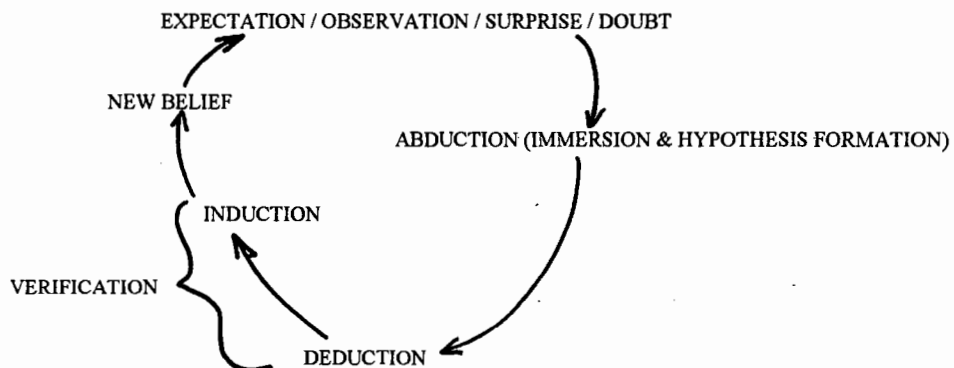 EXPECTATION / OBSERVATION / SURPRISE / DOUBT
NEW BELIEF
ABDUCTION (IMMERSION & HYPOTHESIS FORMATION)
INDUCTION
VERIFICATION
DEDUCTION